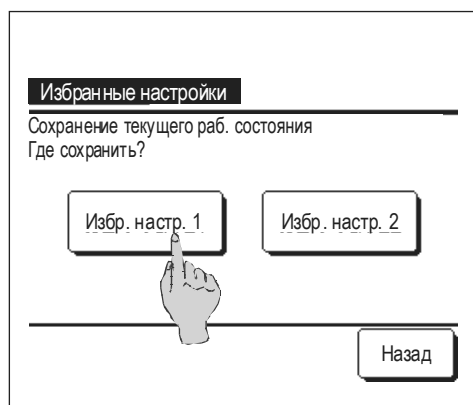 Избранные настройки
Сохранение текущего раб. состояния
Где сохранить?
Избр. настр. 1
Избр. настр. 2
Назад